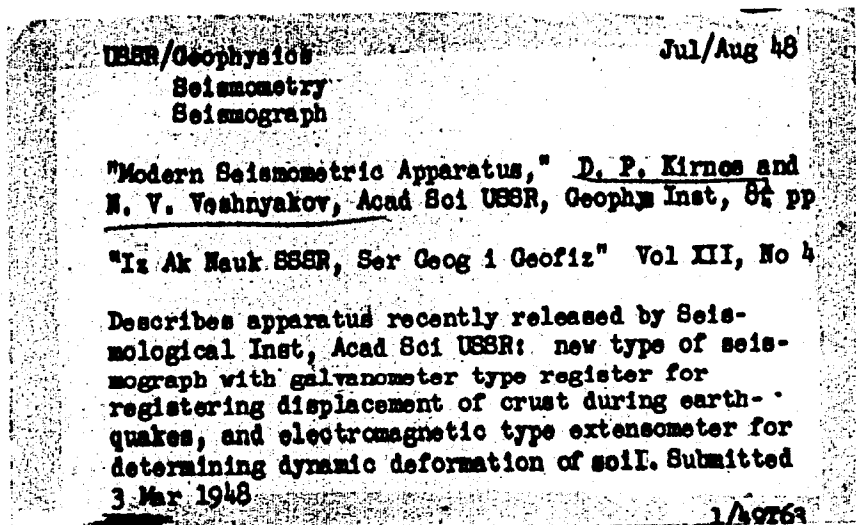 USSR/Geophysics Jul/Aug 48
Seismometry
Seismograph
"Modern Seismometric Apparatus," D. P. Kirnos and
N. V. Veshnyakov, Acad Sci USSR, Geophys Inst, 8¼ pp
"Iz Ak Nauk SSSR, Ser Geog i Geofiz" Vol XII, No 4
Describes apparatus recently released by Seis-
mological Inst, Acad Sci USSR: new type of seis-
mograph with galvanometer type register for
registering displacement of crust during earth-
quakes, and electromagnetic type extensometer for
determining dynamic deformation of soil. Submitted
3 Mar 1948
1/49T63